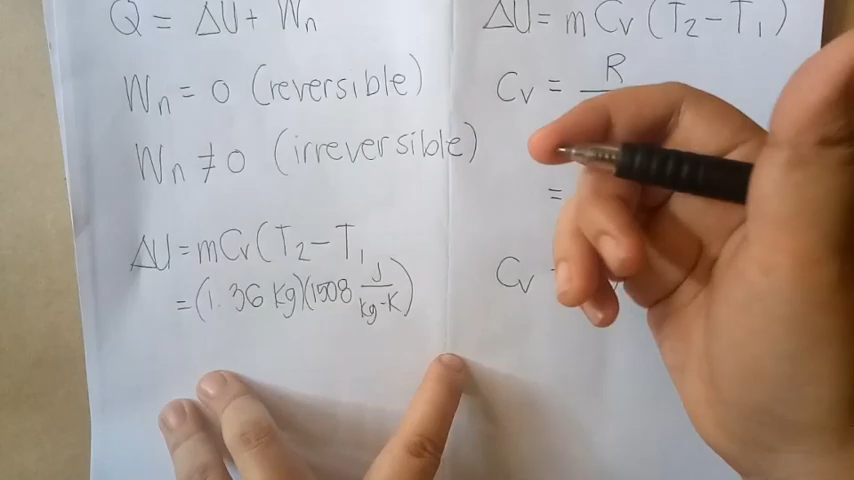 Q = ΔU + Wn
Wn = 0 (reversible)
Wn ≠ 0 (irreversible)
ΔU = mCv (T2 - T1
= (1.36 kg)(1508 J/kg-K)
ΔU = m Cv (T2 - T1)
Cv = R
=
Cv